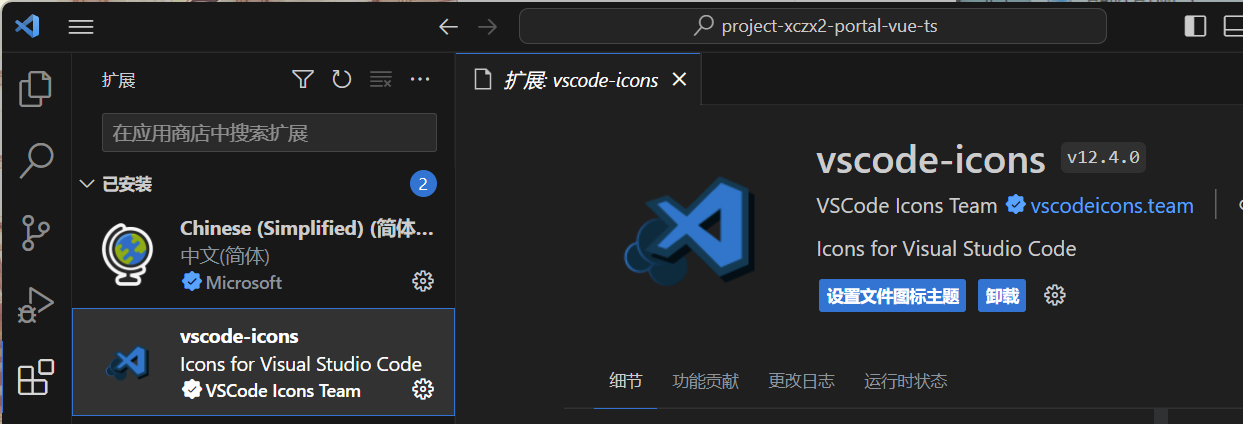 project-xczx2-portal-vue-ts
扩展
扩展: vscode-icons
在应用商店中搜索扩展
已安装
2
Chinese (Simplified) (简体...
中文(简体)
Microsoft
vscode-icons
Icons for Visual Studio Code
VSCode Icons Team
vscode-icons v12.4.0
VSCode Icons Team vscodeicons.team
Icons for Visual Studio Code
设置文件图标主题 卸载
细节 功能贡献 更改日志 运行时状态